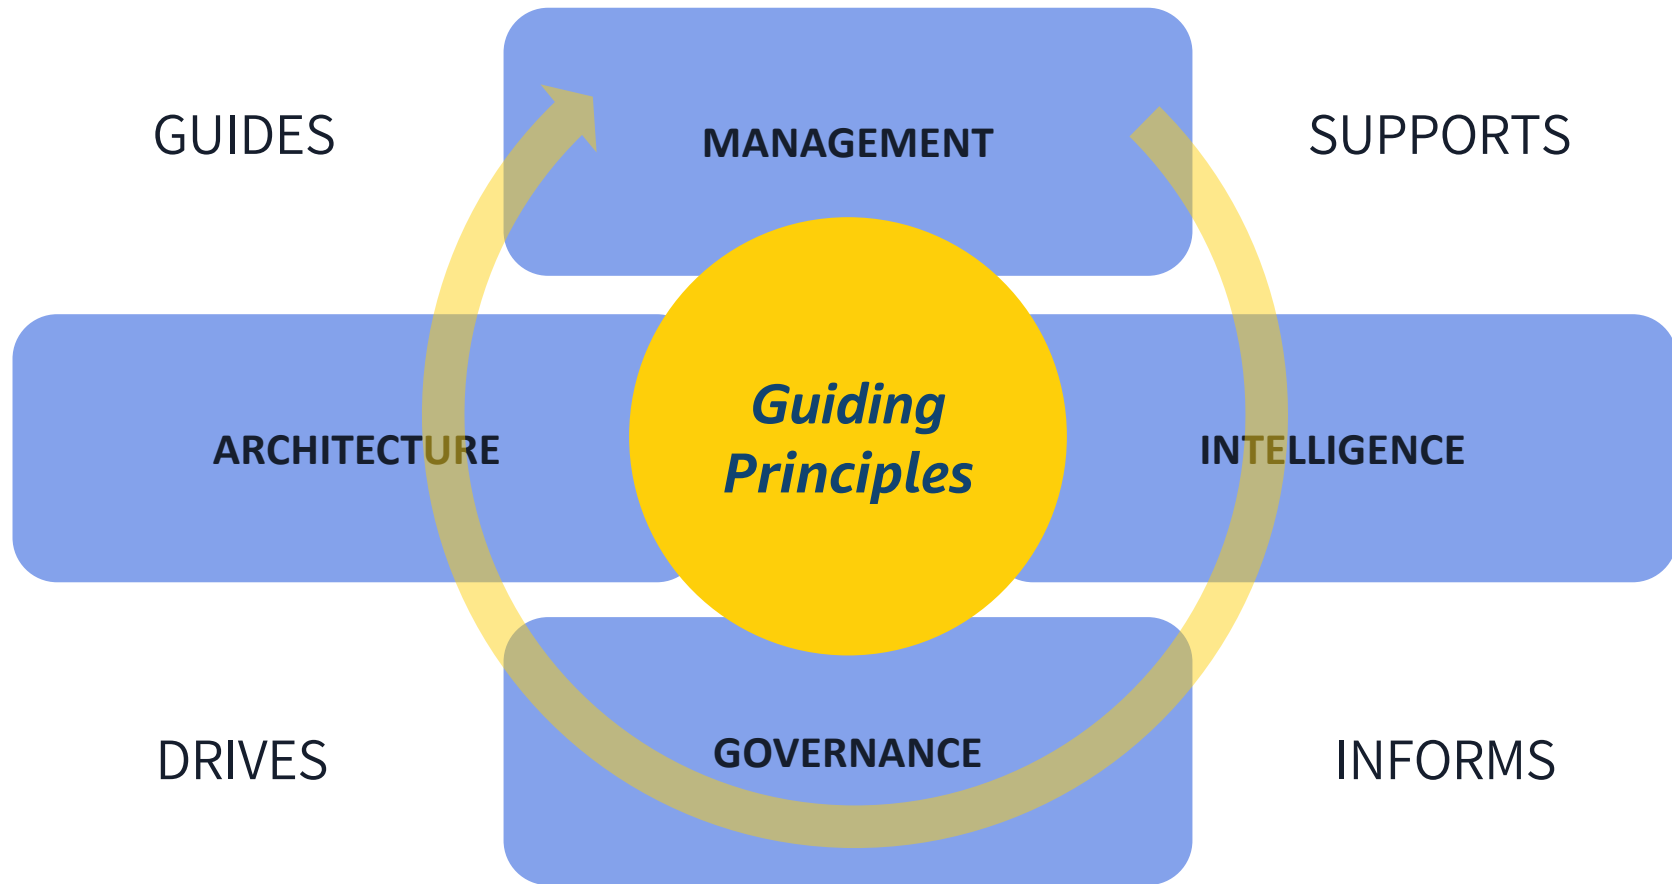 GUIDES
MANAGEMENT
SUPPORTS
ARCHITECTURE
Guiding
Principles
INTELLIGENCE
DRIVES
GOVERNANCE
INFORMS